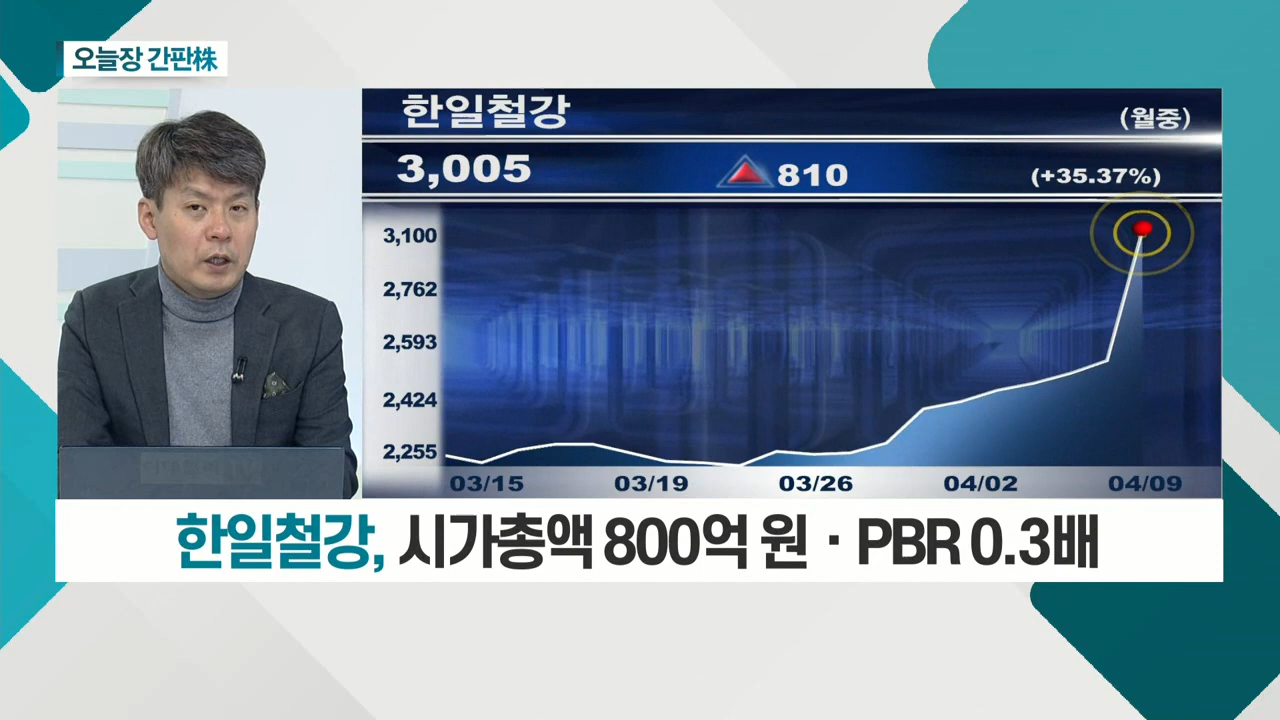 오늘장 간판株
한일철강
(월중)
3,005
810
(+35.37%)
3,100
2,762
2,593
2,424
2,255
03/15 03/19 03/26 04/02 04/09
한일철강, 시가총액 800억 원 · PBR 0.3배